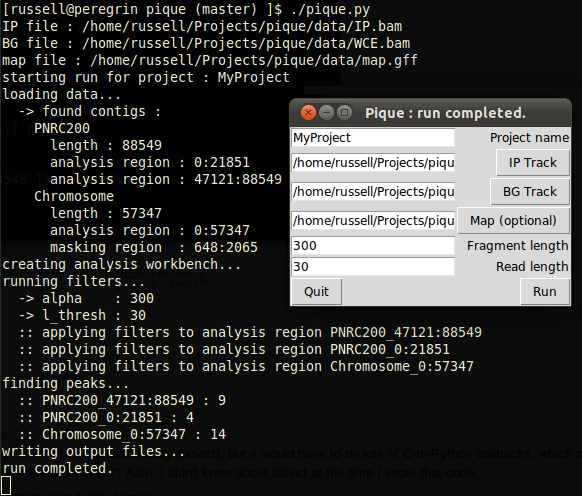 [russell@peregrin pique (master) ]$ ./pique.py
IP file : /home/russell/Projects/pique/data/IP.bam
BG file : /home/russell/Projects/pique/data/WCE.bam
map file : /home/russell/Projects/pique/data/map.gff
starting run for project : MyProject
loading data...
-> found contigs :
PNRC200
length : 88549
analysis region : 0:21851
analysis region : 47121:88549
Chromosome
length : 57347
analysis region : 0:57347
masking region : 648:2065
creating analysis workbench...
running filters...
-> alpha : 300
-> l_thresh : 30
:: applying filters to analysis region PNRC200_47121:88549
:: applying filters to analysis region PNRC200_0:21851
:: applying filters to analysis region Chromosome_0:57347
finding peaks...
:: PNRC200_47121:88549 : 9
:: PNRC200_0:21851 : 4
:: Chromosome_0:57347 : 14
writing output files...
run completed.
Pique : run completed.
MyProject Project name
/home/russell/Projects/pique IP Track
/home/russell/Projects/pique BG Track
/home/russell/Projects/pique Map (optional)
300 Fragment length
30 Read length
Quit Run
bisect), but it would have to do lots of C-to-Python callbacks, which
Also, I didn't know about bisect at the time I wrote that code...